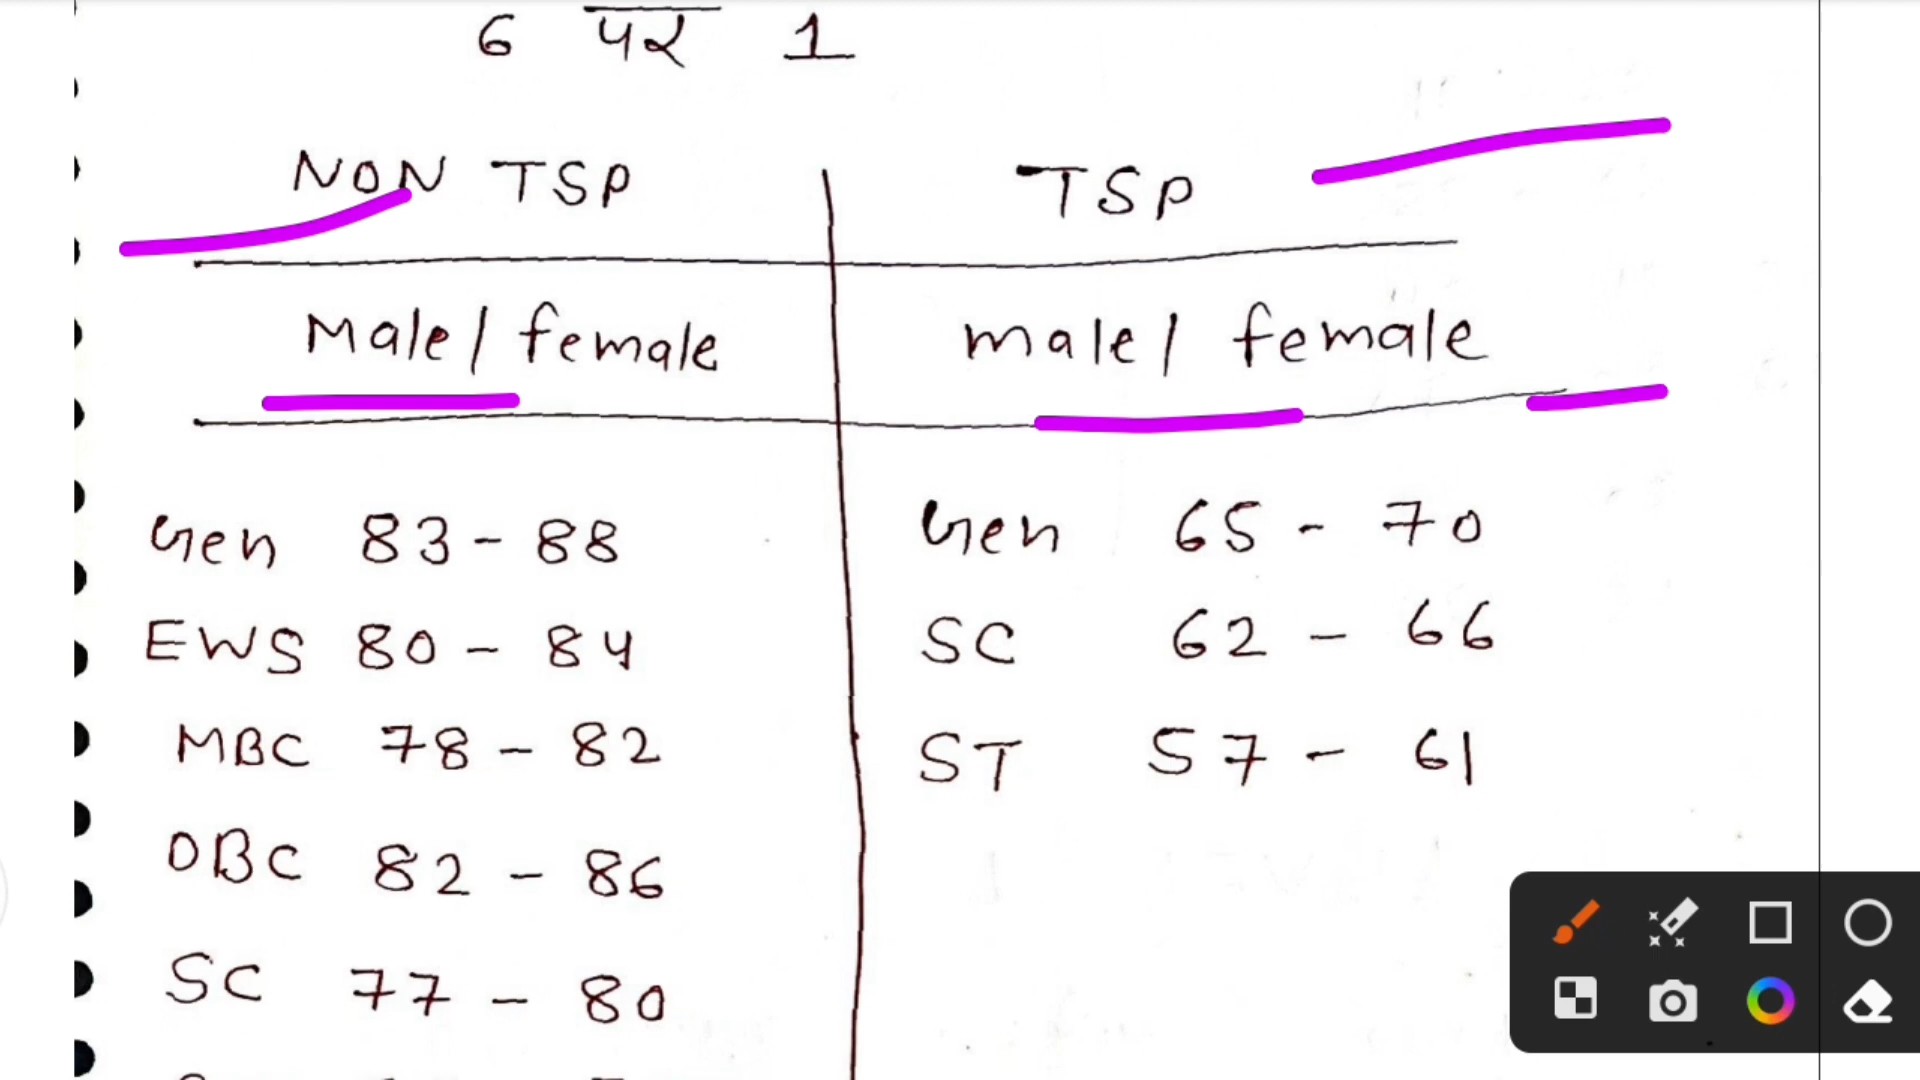 6 पर 1
NON TSP TSP
Male/female male/female
Gen 83-88 Gen 65-70
EWS 80-84 SC 62-66
MBC 78-82 ST 57-61
OBC 82-86
SC 77-80